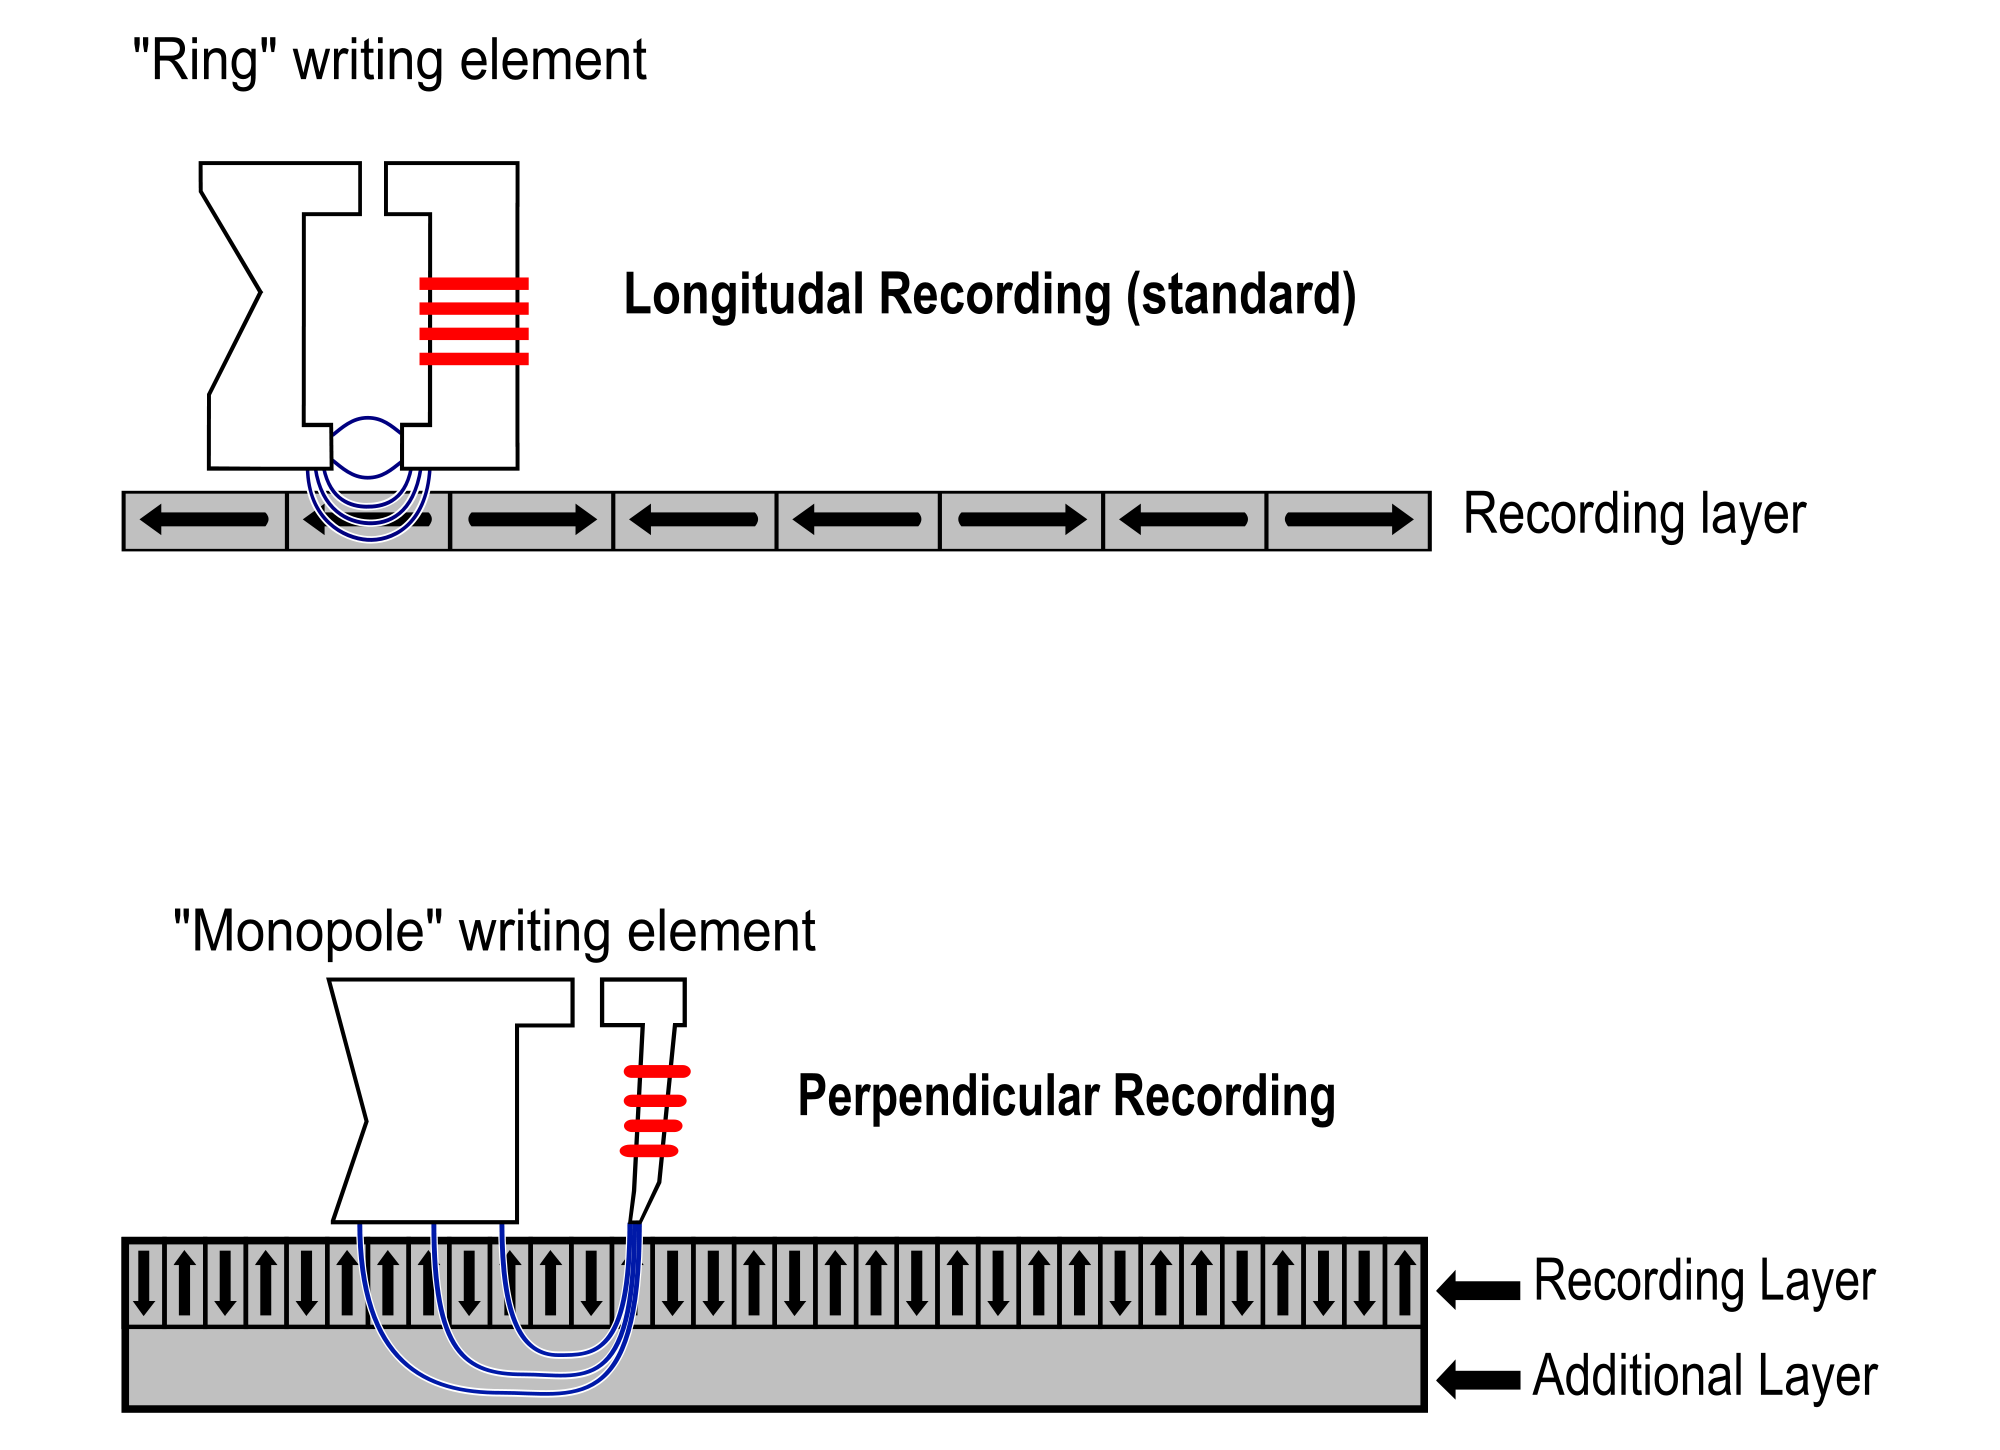 "Ring" writing element
Longitudal Recording (standard)
Recording layer
"Monopole" writing element
Perpendicular Recording
Recording Layer
Additional Layer